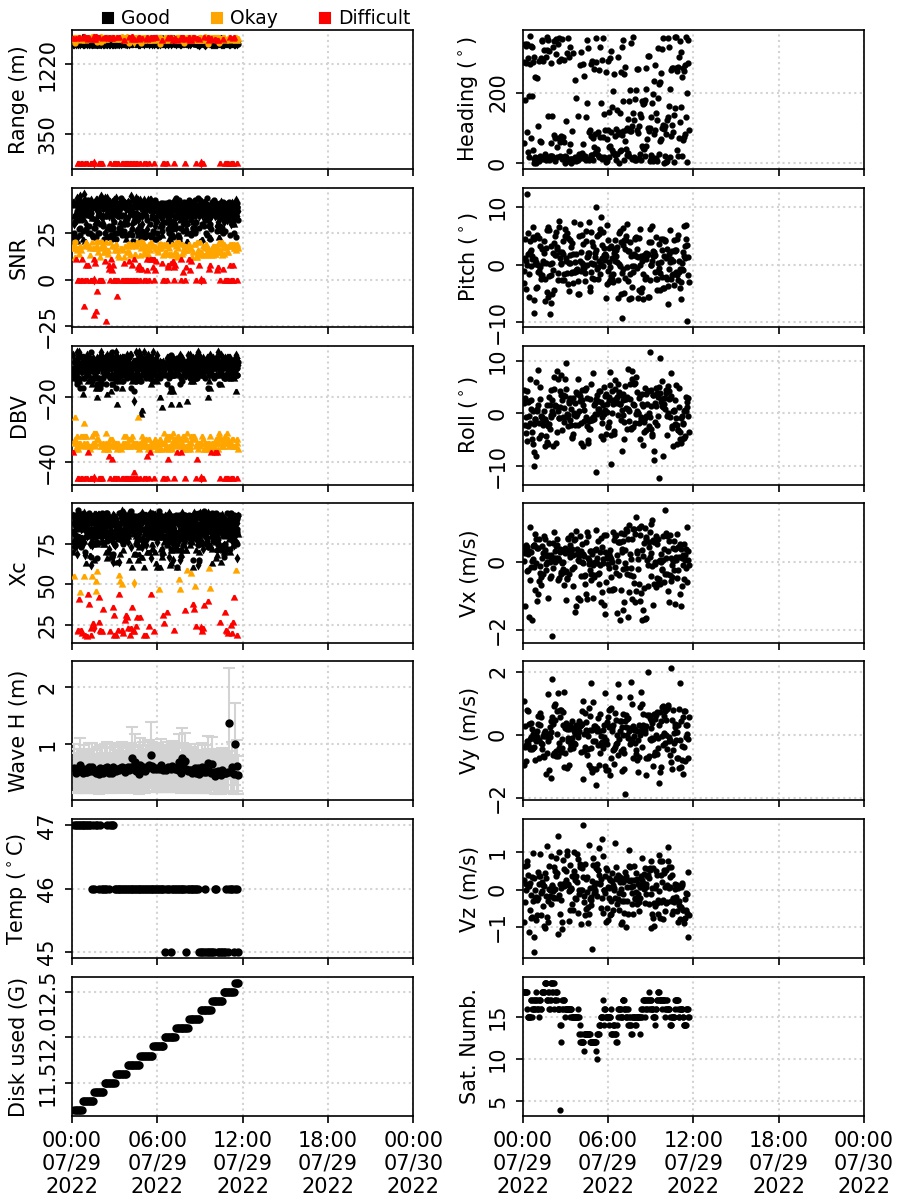 Good Okay Difficult
Range (m)
1220
350
Heading (°)
200
0
SNR
25
0
−25
Pitch (°)
10
0
−10
DBV
−20
−40
Roll (°)
10
0
−10
Xc
75
50
25
Vx (m/s)
0
−2
Wave H (m)
2
1
Vy (m/s)
2
0
−2
Temp (°C)
47
46
45
Vz (m/s)
1
0
−1
Disk used (G)
12.5
12.0
11.5
Sat. Numb.
15
10
5
00:00 06:00 12:00 18:00 00:00 00:00 06:00 12:00 18:00 00:00
07/29 07/29 07/29 07/29 07/30 07/29 07/29 07/29 07/29 07/30
2022 2022 2022 2022 2022 2022 2022 2022 2022 2022